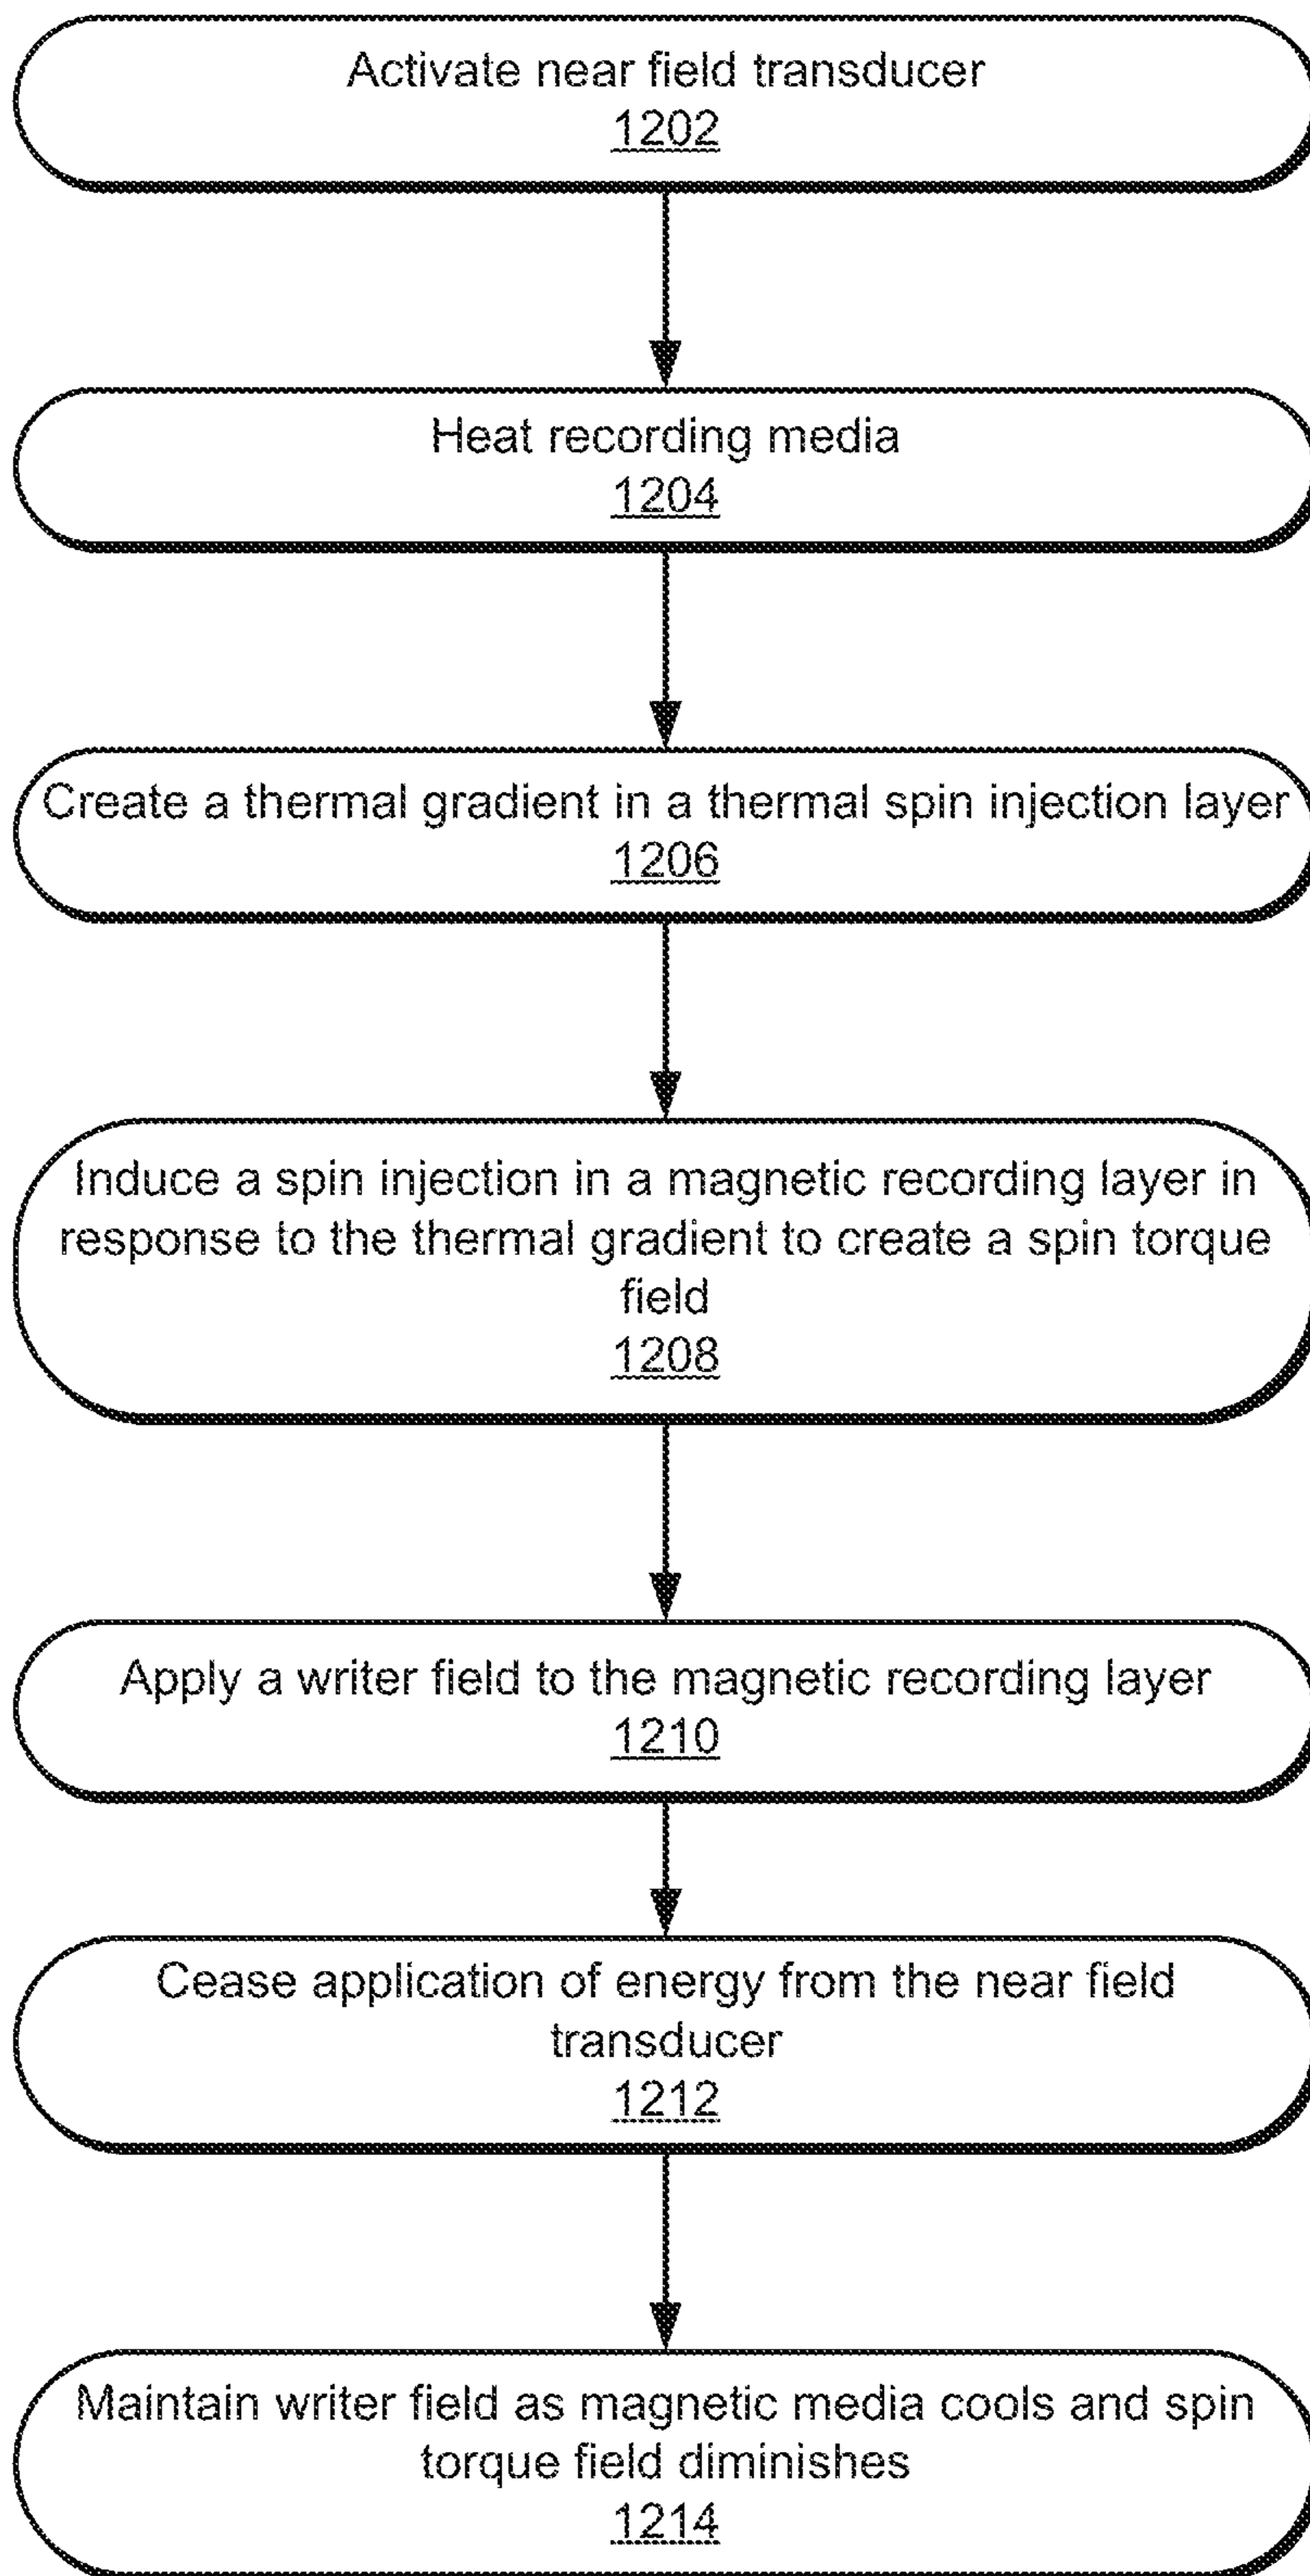 Activate near field transducer
1202
Heat recording media
1204
Create a thermal gradient in a thermal spin injection layer
1206
Induce a spin injection in a magnetic recording layer in
response to the thermal gradient to create a spin torque
field
1208
Apply a writer field to the magnetic recording layer
1210
Cease application of energy from the near field
transducer
1212
Maintain writer field as magnetic media cools and spin
torque field diminishes
1214